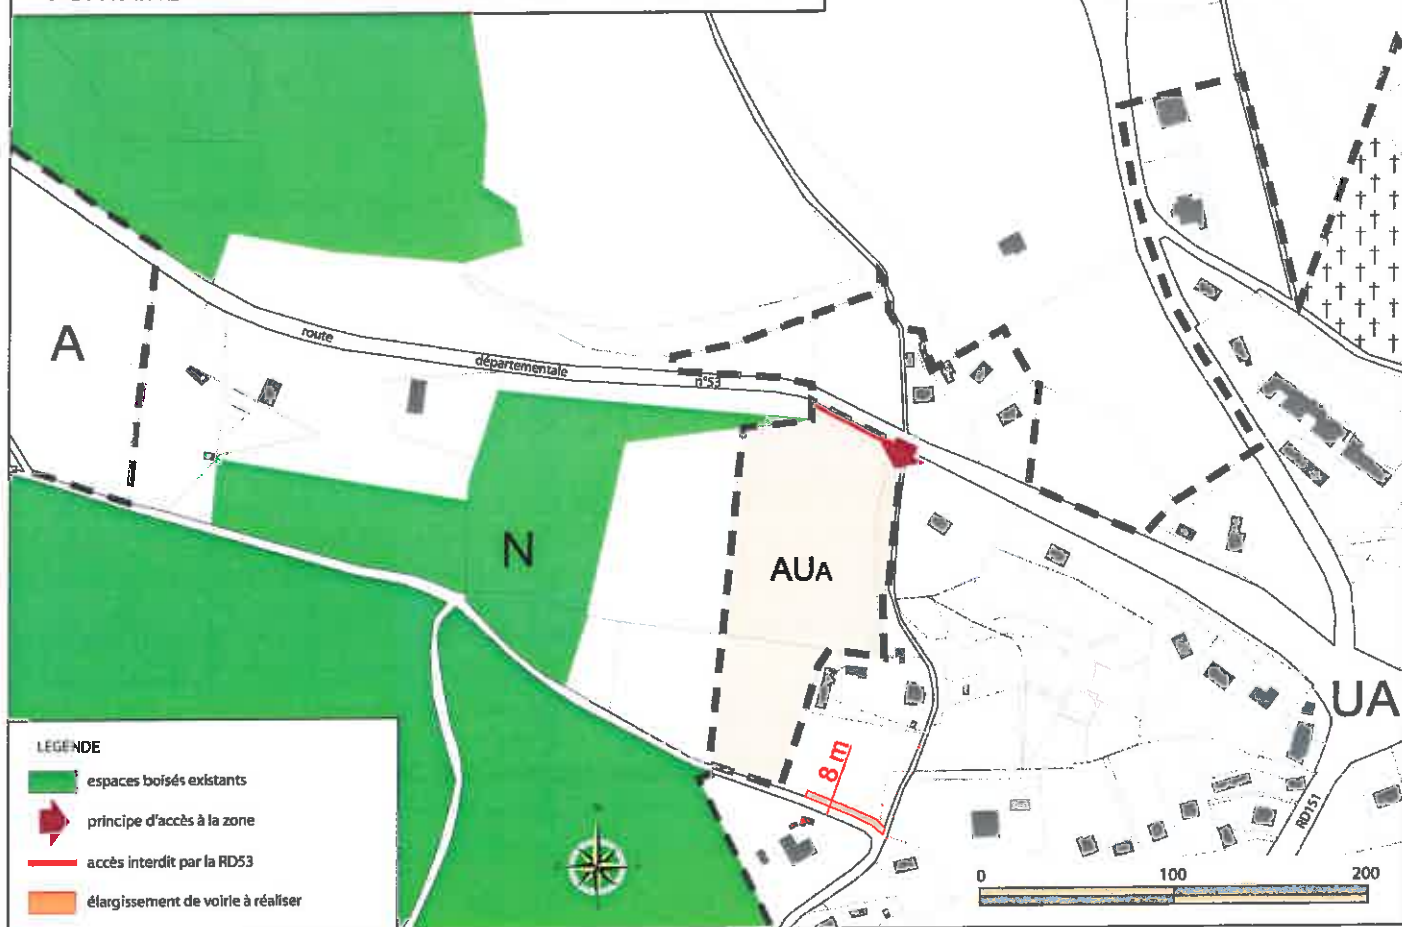 A
route
départementale
n°53
N
AUA
UA
8 m
RD151
LEGENDE
espaces boisés existants
principe d'accès à la zone
accès interdit par la RD53
élargissement de voirie à réaliser
0 100 200